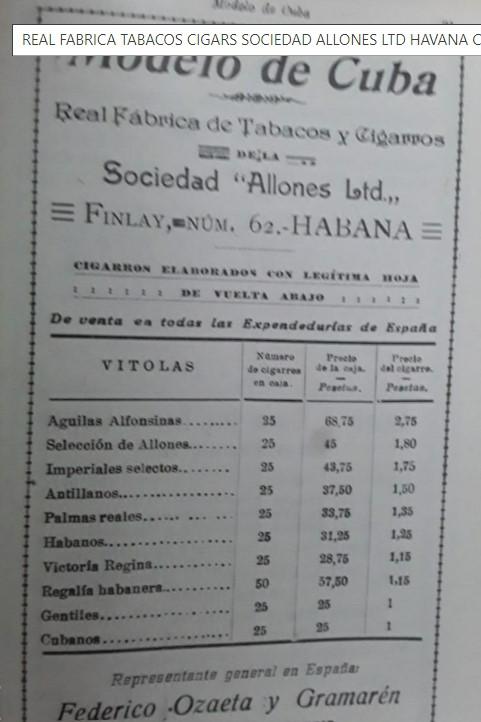 Modelo de Cuba
REAL FABRICA TABACOS CIGARS SOCIEDAD ALLONES LTD HAVANA C
Modelo de Cuba
Real Fábrica de Tabacos y Cigarros
DE LA
Sociedad “Allones Ltd.„
FINLAY, NÚM. 62.-HABANA
CIGARROS ELABORADOS CON LEGÍTIMA HOJA
DE VUELTA ABAJO
De venta en todas las Expendedurías de España
VITOLAS Número de cigarros en caja. Precio de la caja. — Pesetas. Precio del cigarro. — Pesetas.
Aguilas Alfonsinas......... 25 68,75 2,75
Selección de Allones....... 25 45 1,80
Imperiales selectos........ 25 43,75 1,75
Antillanos.................. 25 37,50 1,50
Palmas reales............... 25 33,75 1,35
Habanos..................... 25 31,25 1,25
Victoria Regina............. 25 28,75 1,15
Regalía habanera........... 50 57,50 1,15
Gentiles.................... 25 25 1
Cubanos..................... 25 25 1
Representante general en España:
Federico Ozaeta y Gramarén